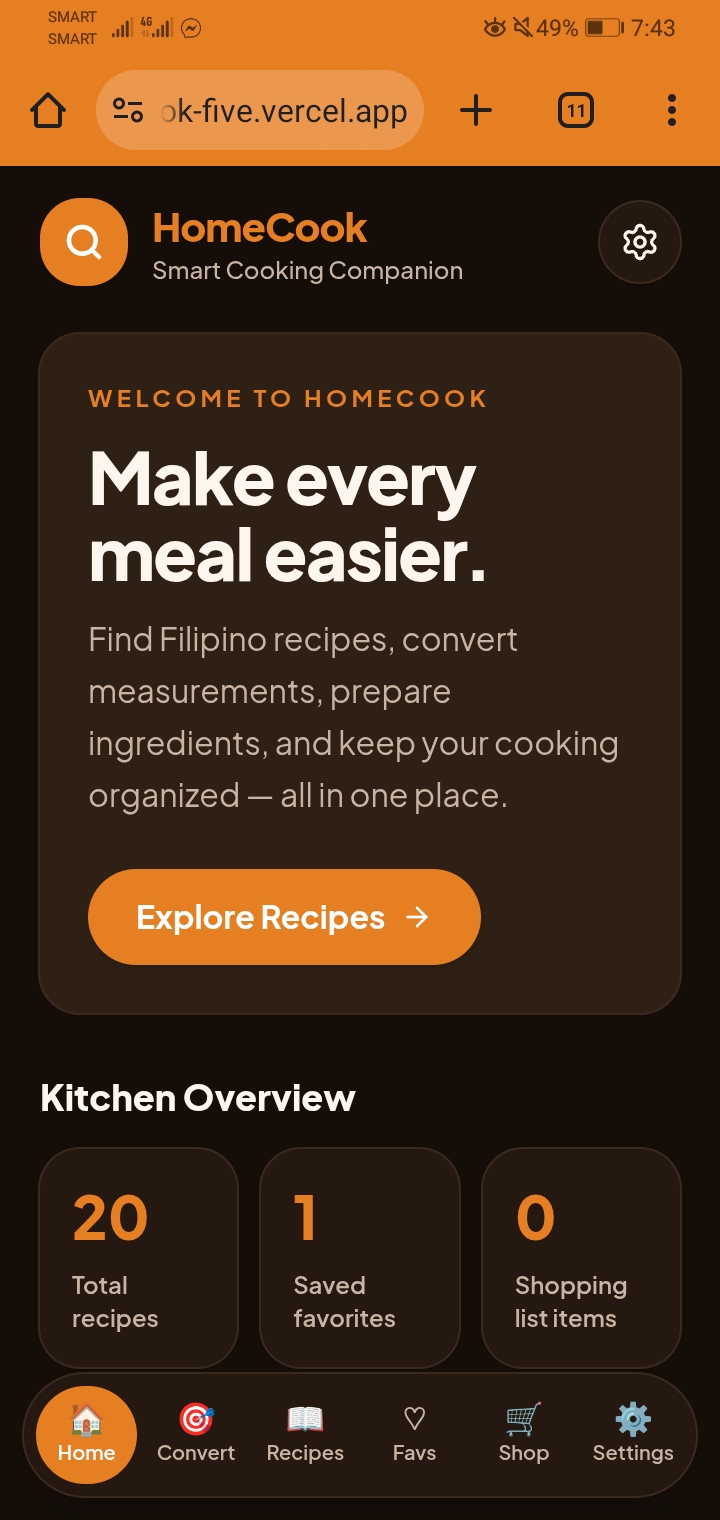 SMART
SMART
4G
49%
7:43
ok-five.vercel.app
11
HomeCook
Smart Cooking Companion
WELCOME TO HOMECOOK
Make every
meal easier.
Find Filipino recipes, convert
measurements, prepare
ingredients, and keep your cooking
organized — all in one place.
Explore Recipes →
Kitchen Overview
20
Total
recipes
1
Saved
favorites
0
Shopping
list items
Home
Convert
Recipes
Favs
Shop
Settings